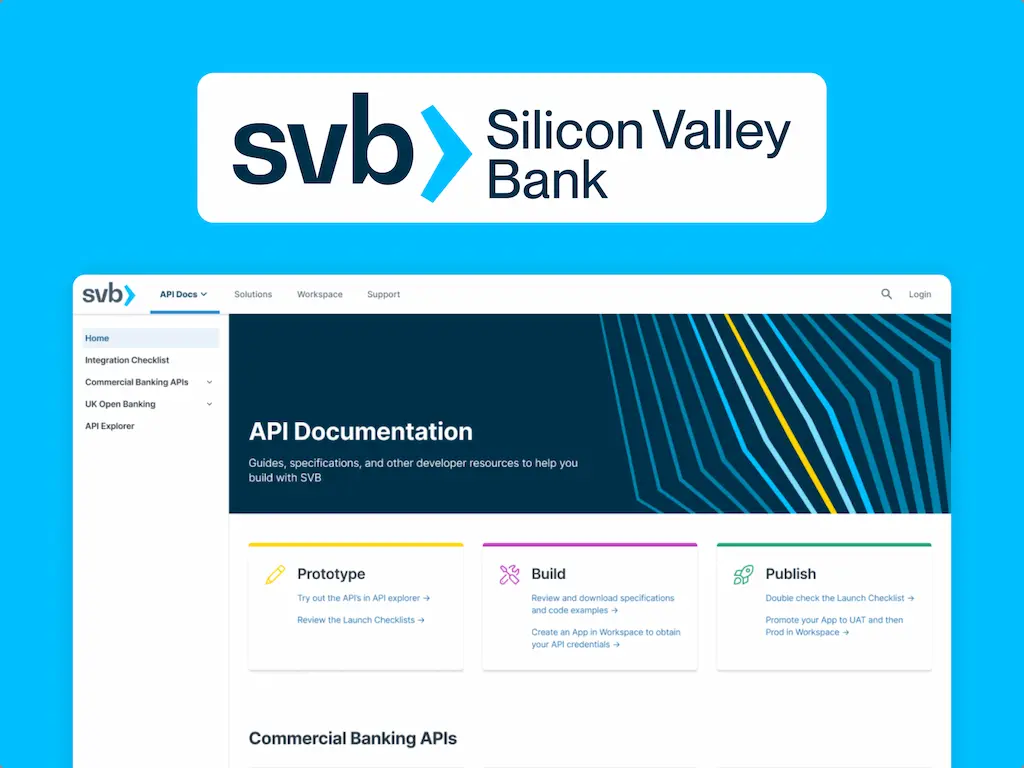 svb
Silicon Valley
Bank
svb
API Docs
Solutions
Workspace
Support
Login
Home
Integration Checklist
Commercial Banking APIs
UK Open Banking
API Explorer
API Documentation
Guides, specifications, and other developer resources to help you
build with SVB
Prototype
Try out the API's in API explorer →
Review the Launch Checklists →
Build
Review and download specifications
and code examples →
Create an App in Workspace to obtain
your API credentials →
Publish
Double check the Launch Checklist →
Promote your App to UAT and then
Prod in Workspace →
Commercial Banking APIs